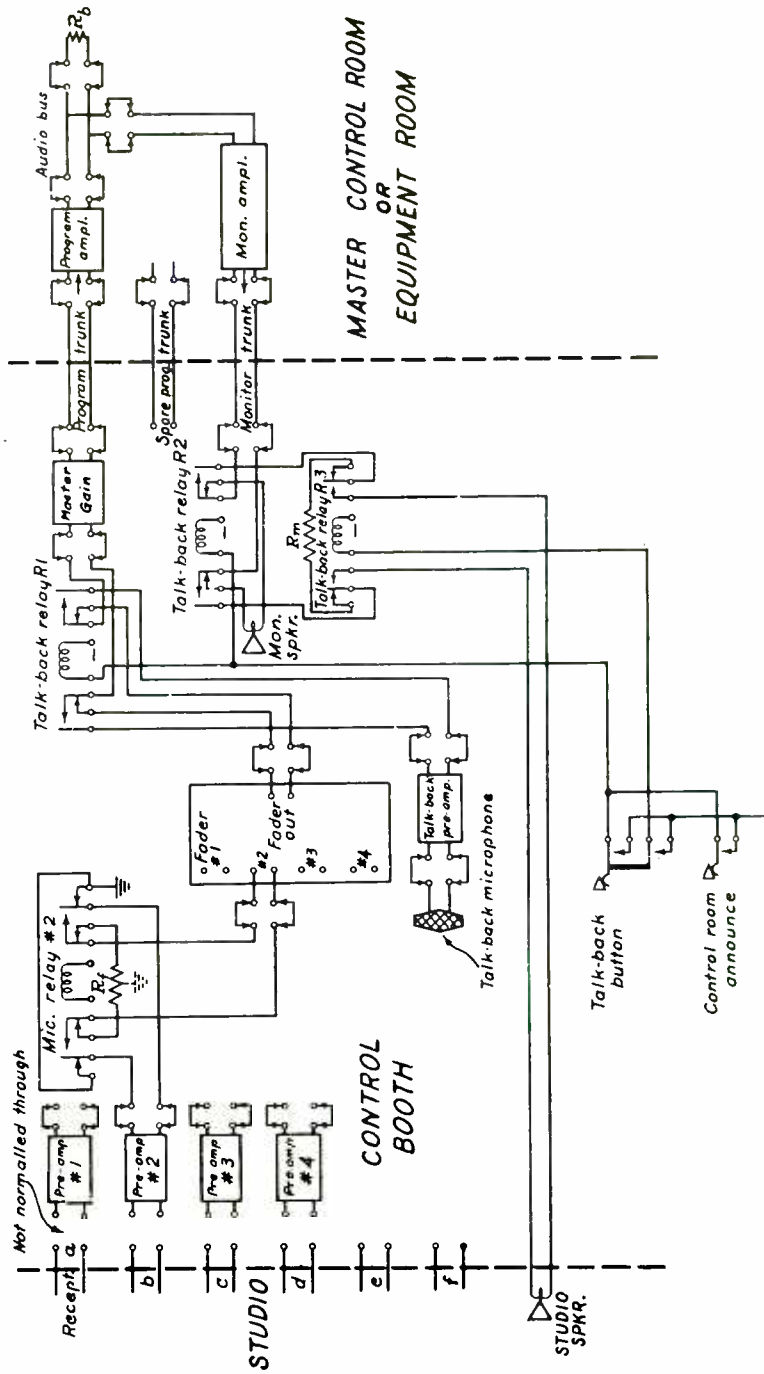 Not normalled through
Recept. a
b
c
d
e
f
STUDIO
STUDIO
SPKR.
Pre-amp
#1
Pre-amp
#2
Pre amp
#3
Pre amp
#4
CONTROL
BOOTH
Mic. relay #2
Rf
Fader
#1
#2
#3
#4
Fader
out
Talk-back
pre-amp.
Talk-back microphone
Talk-back
button
Control room
announce
Talk-back relay R1
Master
Gain
Program trunk
Spare prog trunk
Monitor trunk
Talk-back relay R2
Mon.
spkr.
Rm
Talk-back relay R3
Program
ampl.
Audio bus
Rb
Mon. ampl.
MASTER CONTROL ROOM
OR
EQUIPMENT ROOM